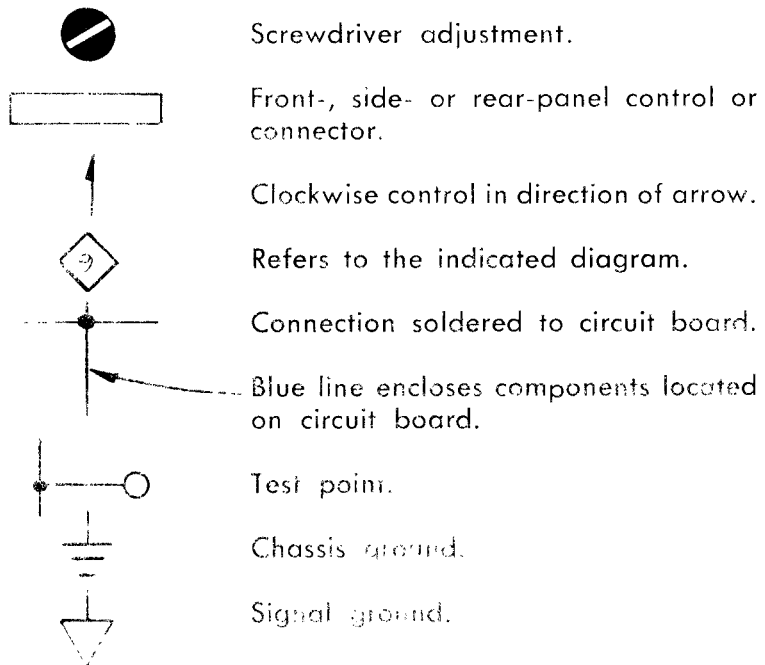 Screwdriver adjustment.
Front-, side- or rear-panel control or
connector.
Clockwise control in direction of arrow.
9
Refers to the indicated diagram.
Connection soldered to circuit board.
Blue line encloses components located
on circuit board.
Test point.
Chassis ground.
Signal ground.